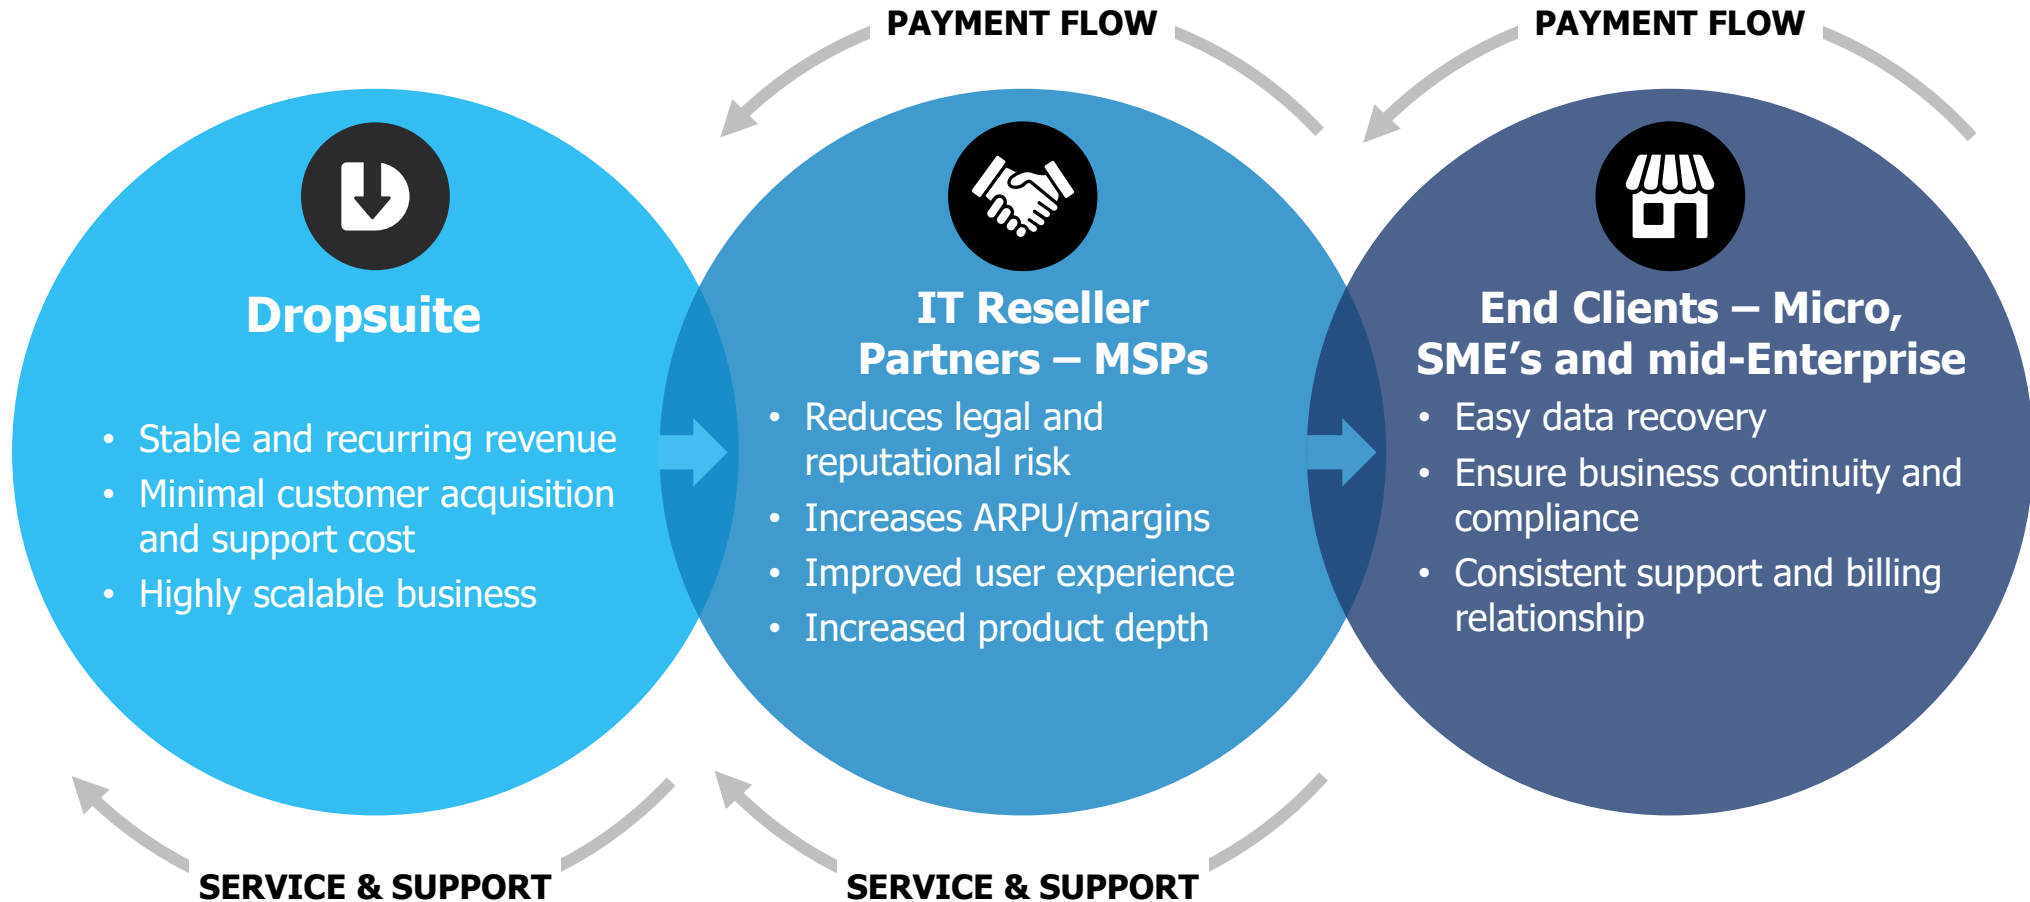 PAYMENT FLOW
PAYMENT FLOW
Dropsuite
• Stable and recurring revenue
• Minimal customer acquisition
and support cost
• Highly scalable business
IT Reseller
Partners – MSPs
• Reduces legal and
reputational risk
• Increases ARPU/margins
• Improved user experience
• Increased product depth
End Clients – Micro,
SME’s and mid-Enterprise
• Easy data recovery
• Ensure business continuity and
compliance
• Consistent support and billing
relationship
SERVICE & SUPPORT
SERVICE & SUPPORT